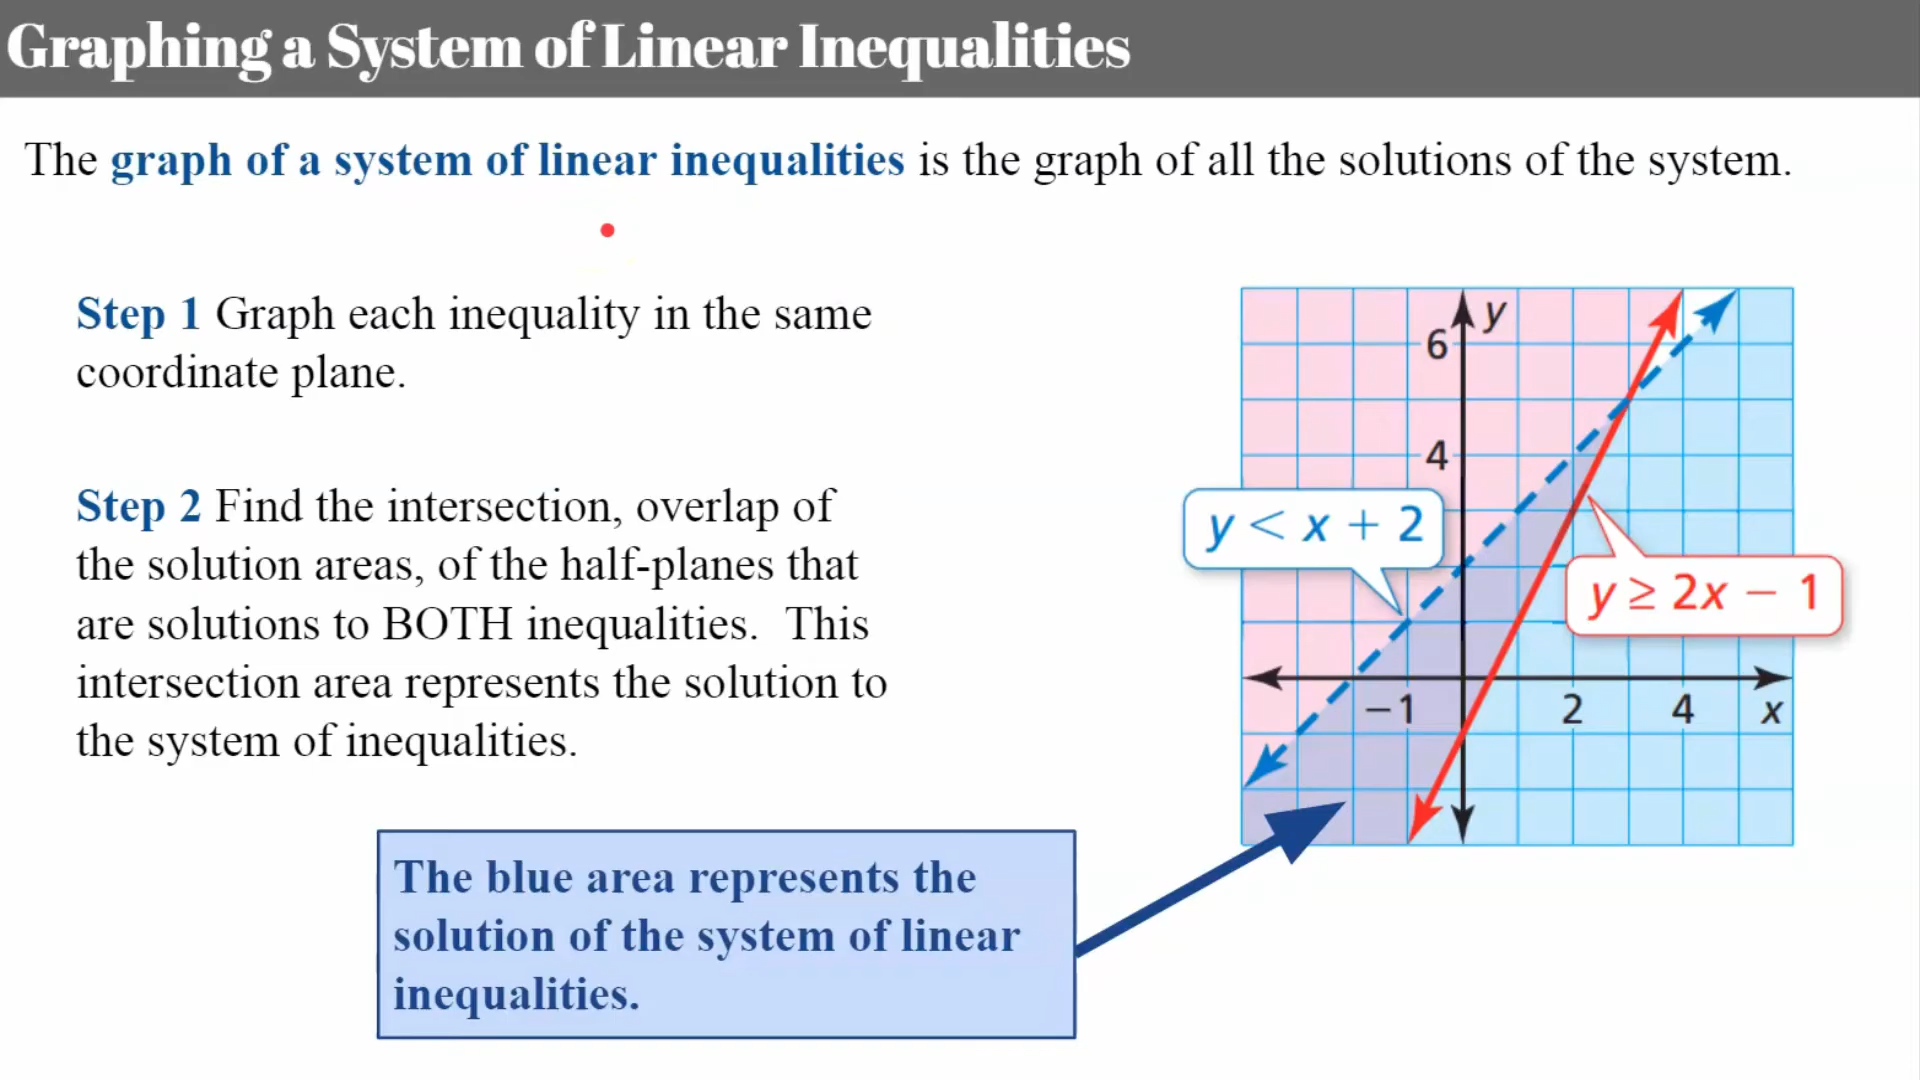 Graphing a System of Linear Inequalities
The graph of a system of linear inequalities is the graph of all the solutions of the system.
Step 1 Graph each inequality in the same
coordinate plane.
Step 2 Find the intersection, overlap of
the solution areas, of the half-planes that
are solutions to BOTH inequalities. This
intersection area represents the solution to
the system of inequalities.
The blue area represents the
solution of the system of linear
inequalities.
y
6
4
y < x + 2
y ≥ 2x − 1
−1 2 4 x